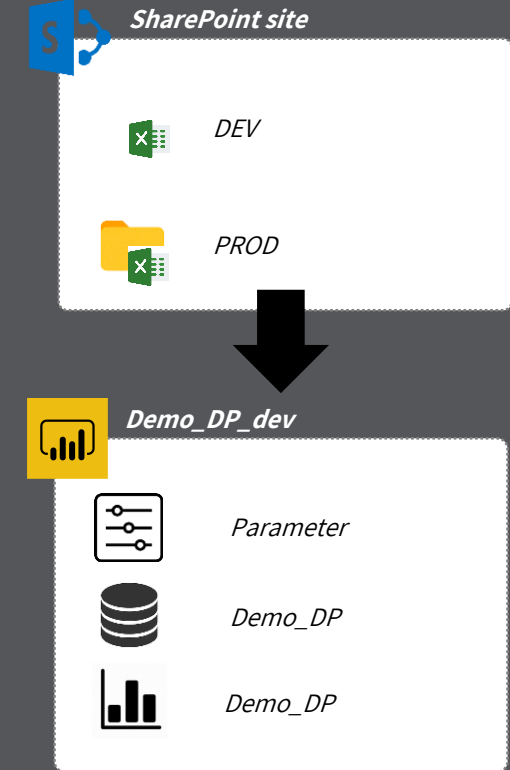 SharePoint site
DEV
PROD
Demo_DP_dev
Parameter
Demo_DP
Demo_DP